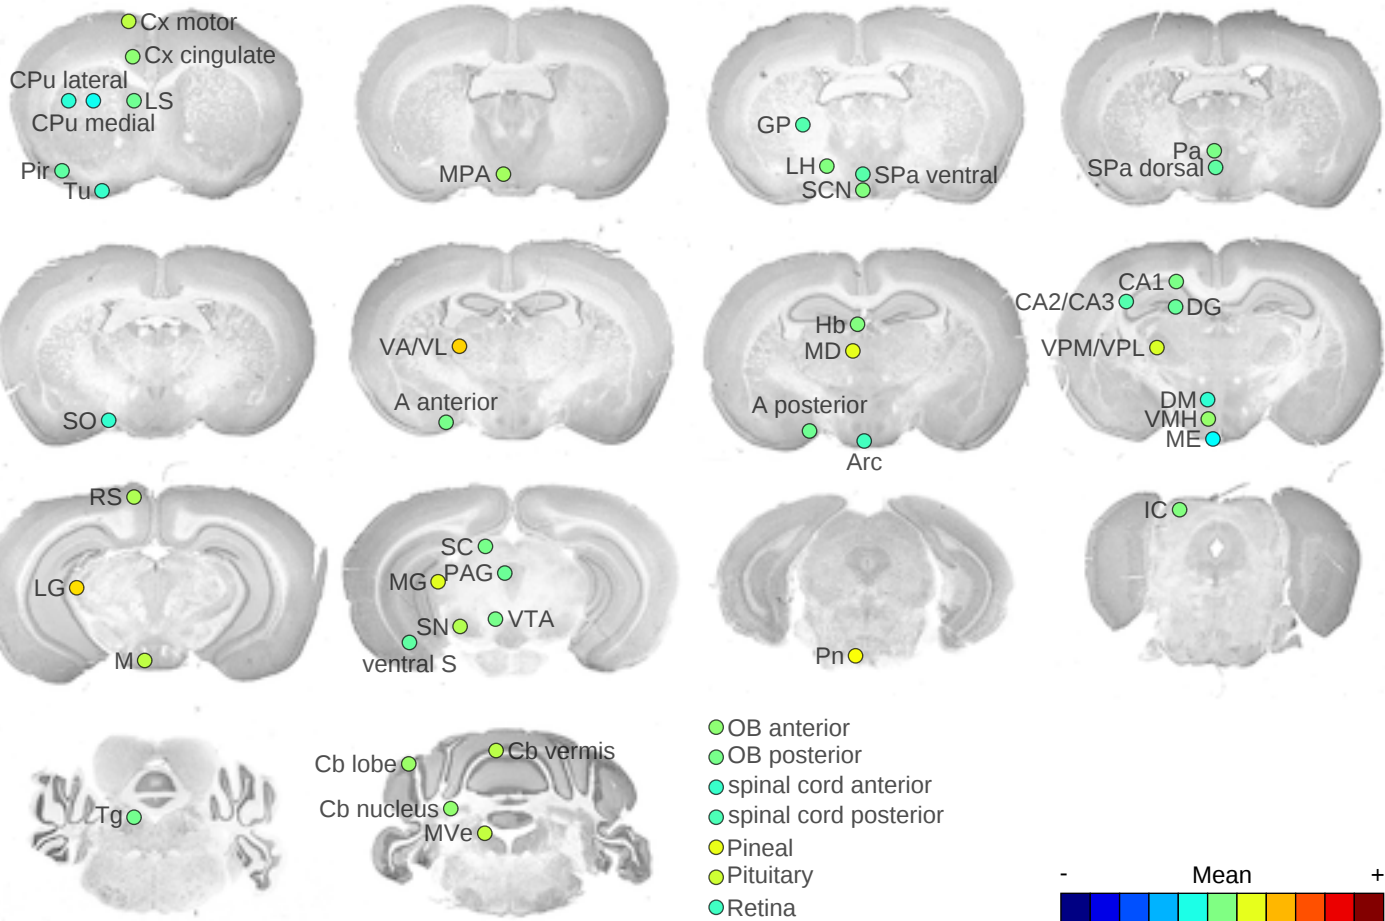 Cx motor
Cx cingulate
CPu lateral
LS
CPu medial
Pir
Tu
MPA
GP
LH
SPa ventral
SCN
Pa
SPa dorsal
SO
VA/VL
A anterior
Hb
MD
A posterior
Arc
CA1
CA2/CA3
DG
VPM/VPL
DM
VMH
ME
RS
LG
M
SC
MG
PAG
SN
VTA
ventral S
Pn
IC
Tg
Cb lobe
Cb vermis
Cb nucleus
MVe
OB anterior
OB posterior
spinal cord anterior
spinal cord posterior
Pineal
Pituitary
Retina
- Mean +